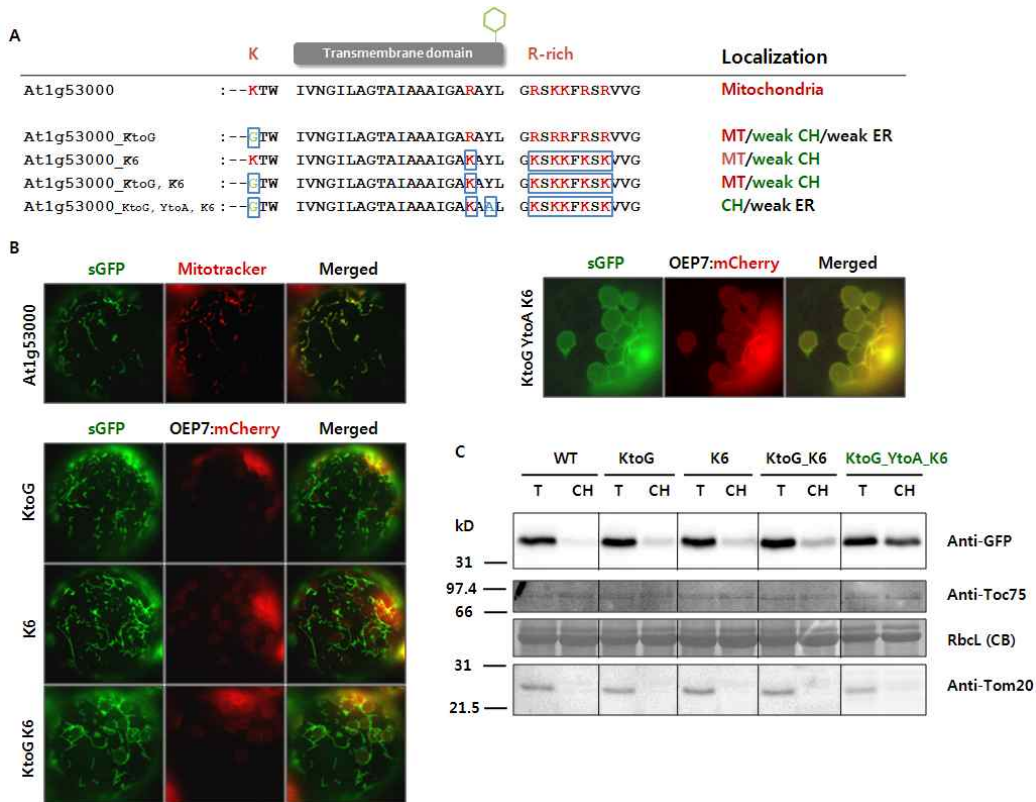 A
K Transmembrane domain R-rich Localization
At1g53000 :--KTW IVNGILAGTAIAAAIGARAYL GRSKKFRSRVVG Mitochondria
At1g53000_KtoG GTW IVNGILAGTAIAAAIGARAYL GRSRRFRSRVVG MT/weak CH/weak ER
At1g53000_K6 :--KTW IVNGILAGTAIAAAIGAKAYL GKSKKFKSKVVG MT/weak CH
At1g53000_KtoG, K6 :--GTW IVNGILAGTAIAAAIGAKAYL GKSKKFKSKVVG MT/weak CH
At1g53000_KtoG, YtoA, K6 :--GTW IVNGILAGTAIAAAIGAKAAL GKSKKFKSKVVG CH/weak ER
B
sGFP Mitotracker Merged
At1g53000
sGFP OEP7:mCherry Merged
KtoG YtoA K6
sGFP OEP7:mCherry Merged
KtoG
K6
KtoG K6
C
WT KtoG K6 KtoG_K6 KtoG_YtoA_K6
T CH T CH T CH T CH T CH
kD
31
Anti-GFP
97.4
66
Anti-Toc75
RbcL (CB)
31
21.5
Anti-Tom20